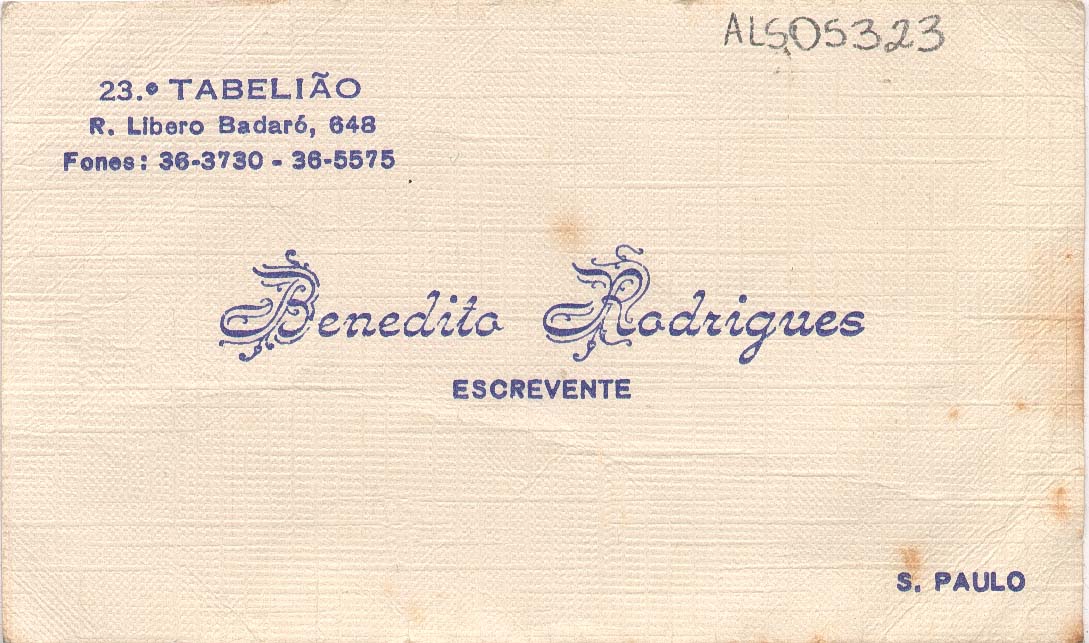 ALS05323
23.º TABELIÃO
R. Libero Badaró, 648
Fones: 36-3730 - 36-5575
Benedito Rodrigues
ESCREVENTE
S. PAULO